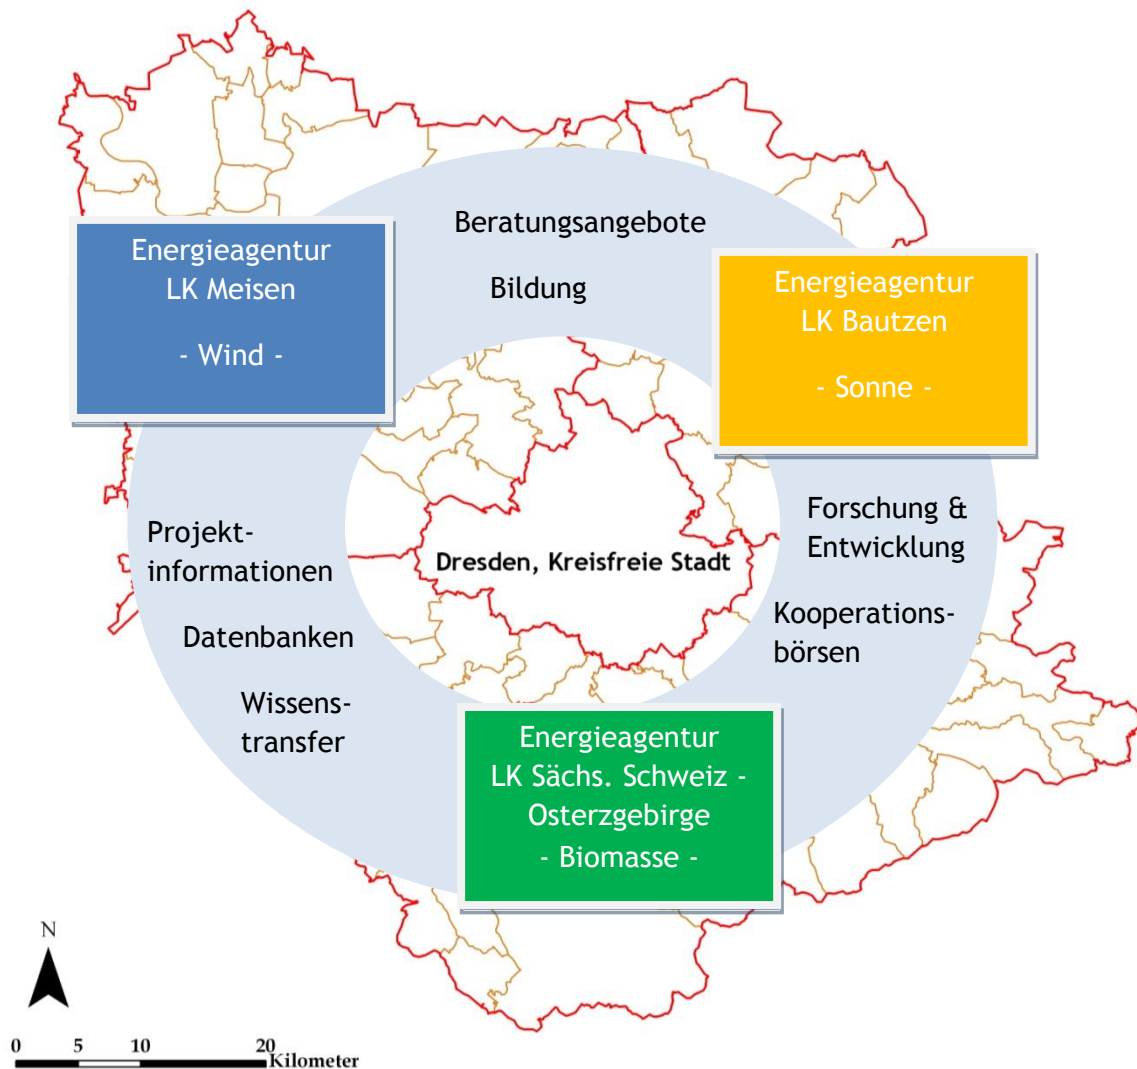 Beratungsangebote
Bildung
Energieagentur
LK Meisen
- Wind -
Energieagentur
LK Bautzen
- Sonne -
Projekt-
informationen
Datenbanken
Wissens-
transfer
Dresden, Kreisfreie Stadt
Forschung &
Entwicklung
Kooperations-
börsen
Energieagentur
LK Sächs. Schweiz -
Osterzgebirge
- Biomasse -
N
0 5 10 20
Kilometer